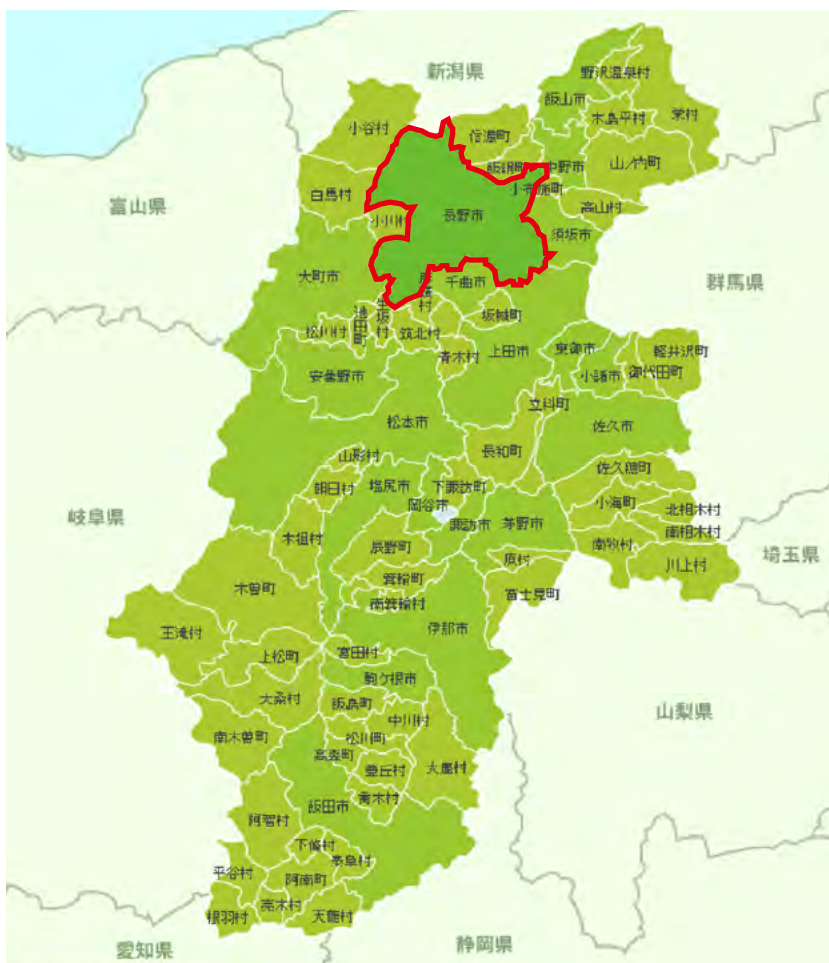 新潟県
野沢温泉村
飯山市
木島平村
栄村
小谷村
信濃町
飯綱町
中野市
山ノ内町
白馬村
小布施町
高山村
富山県
小川村
長野市
須坂市
大町市
千曲市
群馬県
麻績村
生坂村
池田町
坂城町
松川村
筑北村
青木村
上田市
東御市
軽井沢町
小諸市
御代田町
安曇野市
立科町
松本市
佐久市
長和町
山形村
佐久穂町
朝日村
塩尻市
下諏訪町
小海町
岡谷市
北相木村
岐阜県
諏訪市
茅野市
南相木村
木祖村
辰野町
南牧村
原村
川上村
埼玉県
箕輪町
木曽町
富士見町
南箕輪村
伊那市
王滝村
上松町
宮田村
駒ケ根市
大桑村
飯島町
山梨県
中川村
南木曽町
松川町
高森町
豊丘村
大鹿村
喬木村
飯田市
阿智村
下條村
泰阜村
平谷村
阿南町
売木村
根羽村
天龍村
愛知県
静岡県